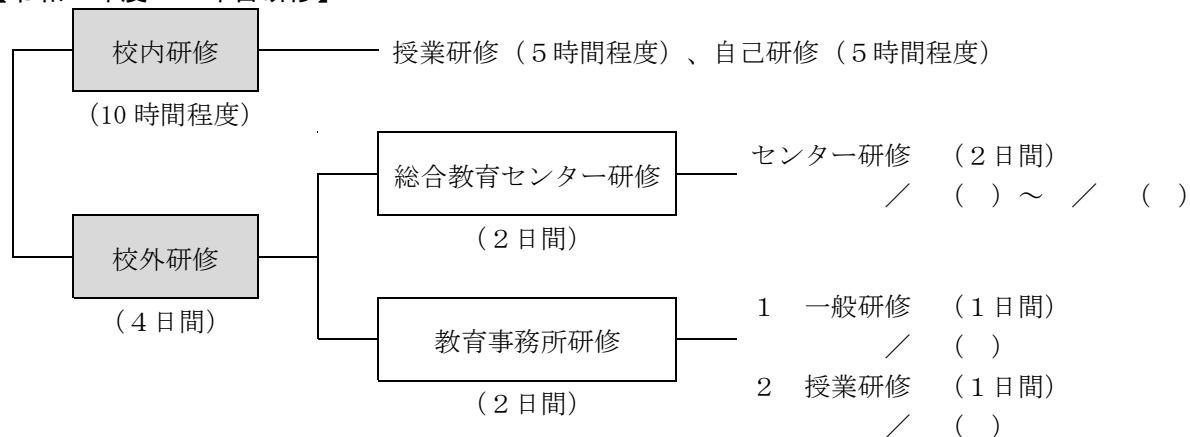 校内研修
授業研修（５時間程度）、自己研修（５時間程度）
（10 時間程度）
総合教育センター研修
センター研修　（２日間）
／　（　）～　／　（　）
（２日間）
校外研修
（４日間）
教育事務所研修
１　一般研修　（１日間）
／　（　）
２　授業研修　（１日間）
／　（　）
（２日間）